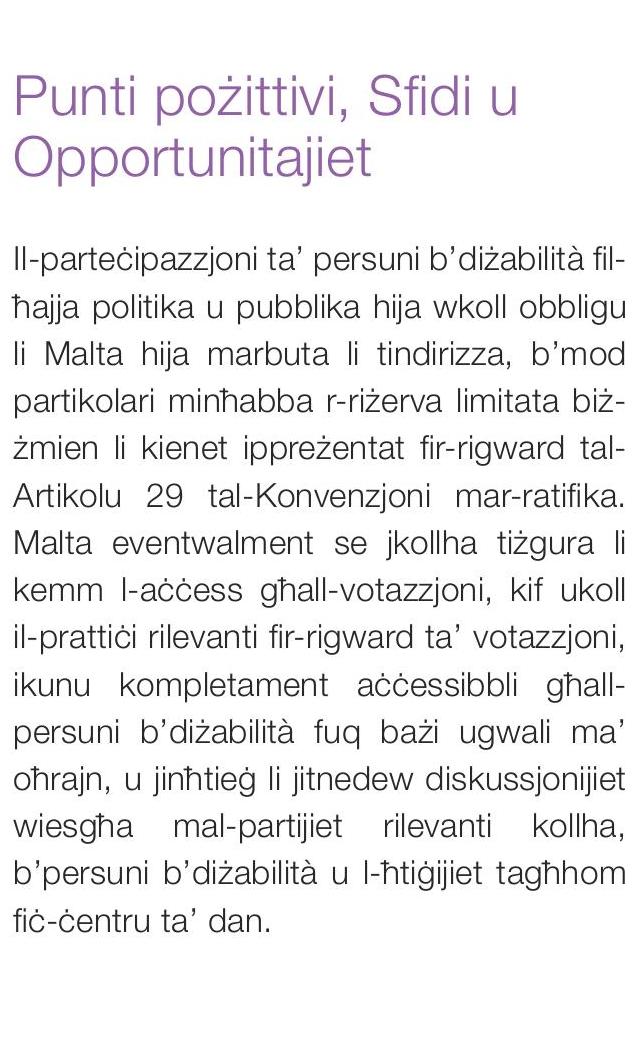 Punti pożittivi, Sfidi u
Opportunitajiet
Il-parteċipazzjoni ta’ persuni b’diżabilità fil-
ħajja politika u pubblika hija wkoll obbligu
li Malta hija marbuta li tindirizza, b’mod
partikolari minħabba r-riżerva limitata biż-
żmien li kienet ippreżentat fir-rigward tal-
Artikolu 29 tal-Konvenzjoni mar-ratifika.
Malta eventwalment se jkollha tiżgura li
kemm l-aċċess għall-votazzjoni, kif ukoll
il-prattiċi rilevanti fir-rigward ta’ votazzjoni,
ikunu kompletament aċċessibbli għall-
persuni b’diżabilità fuq bażi ugwali ma’
oħrajn, u jinħtieġ li jitnedew diskussjonijiet
wiesgħa mal-partijiet rilevanti kollha,
b’persuni b’diżabilità u l-ħtiġijiet tagħhom
fiċ-ċentru ta’ dan.